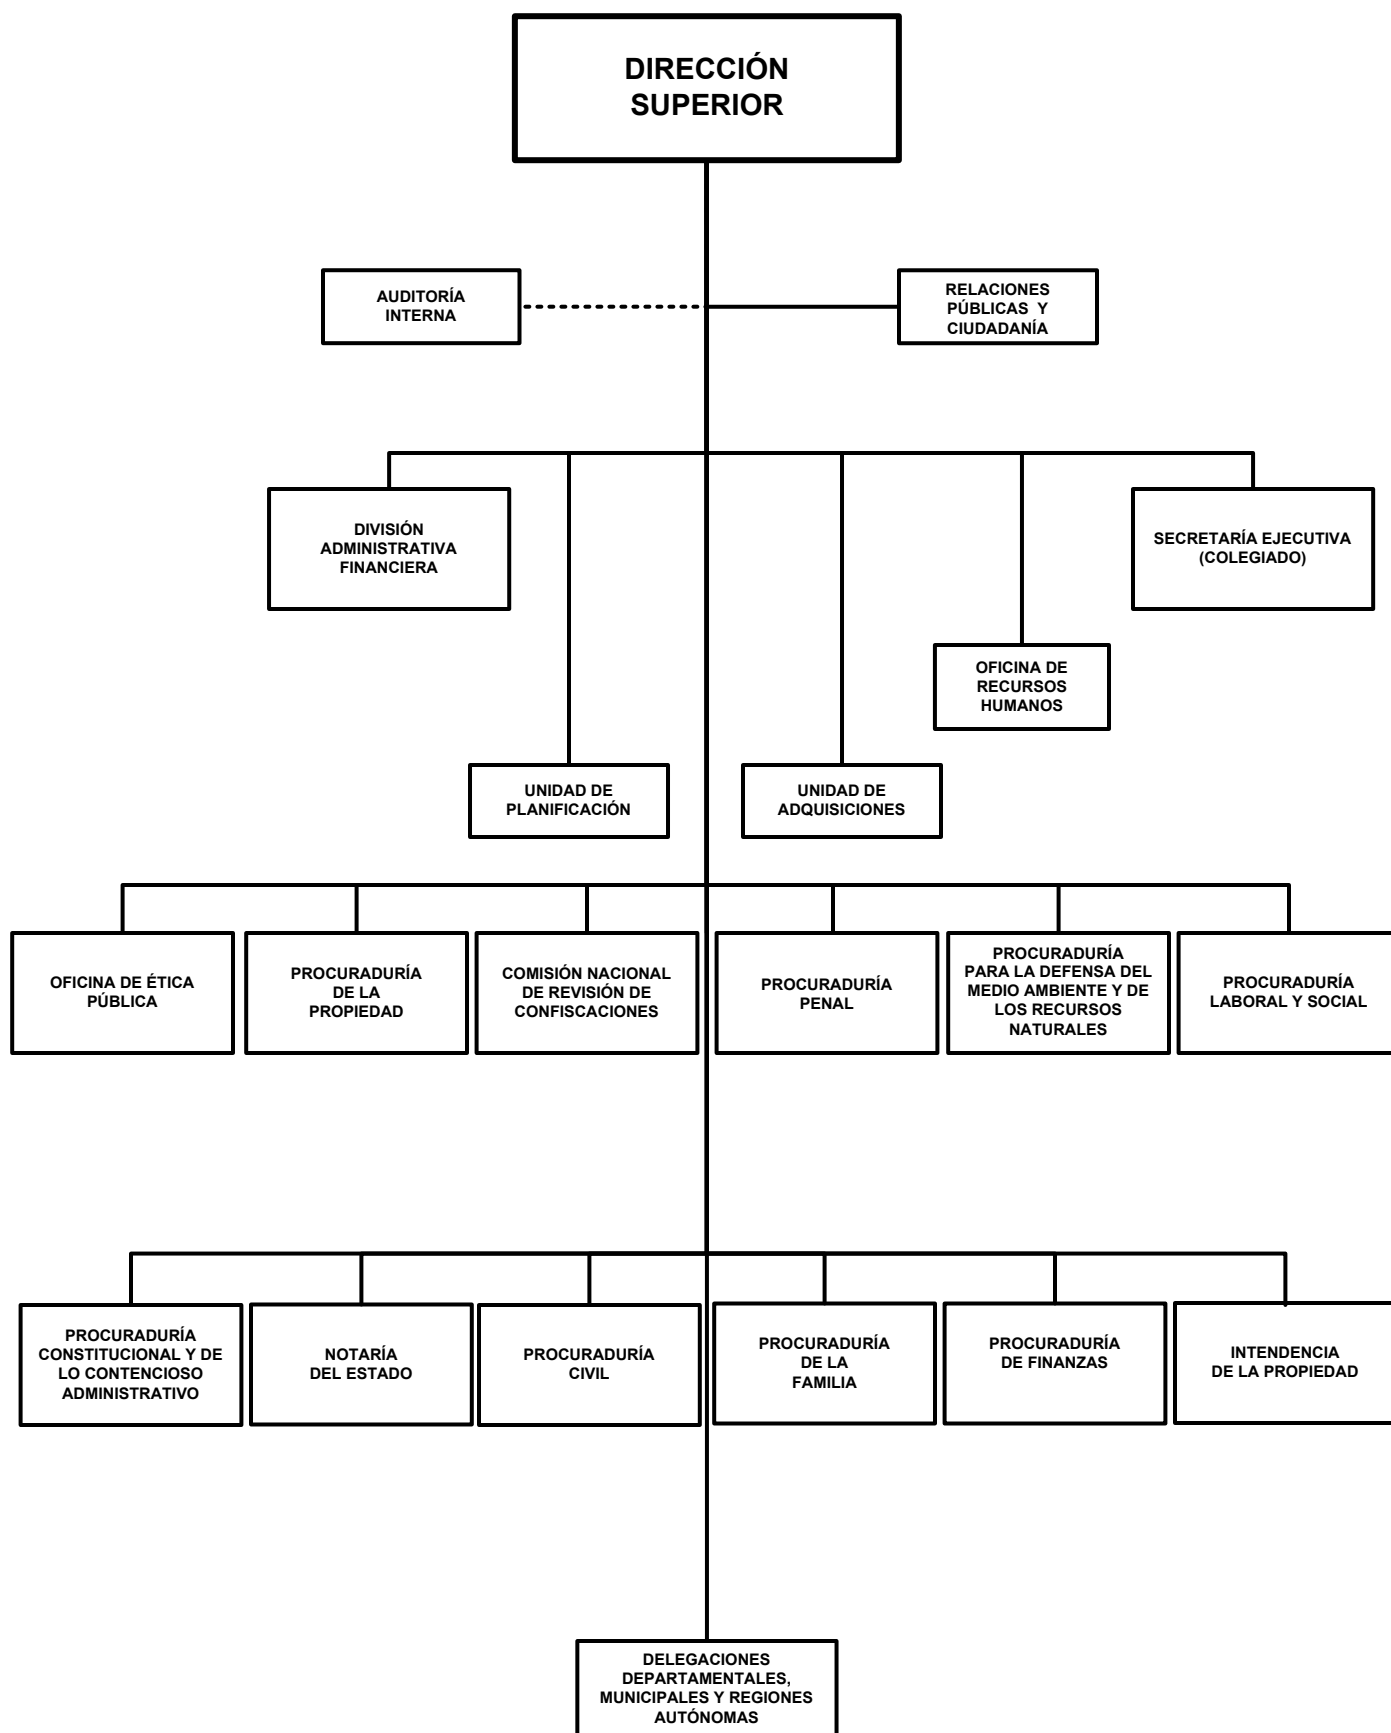 DIRECCIÓN
SUPERIOR
AUDITORÍA
INTERNA
RELACIONES
PÚBLICAS Y
CIUDADANÍA
DIVISIÓN
ADMINISTRATIVA
FINANCIERA
SECRETARÍA EJECUTIVA
(COLEGIADO)
OFICINA DE
RECURSOS
HUMANOS
UNIDAD DE
PLANIFICACIÓN
UNIDAD DE
ADQUISICIONES
OFICINA DE ÉTICA
PÚBLICA
PROCURADURÍA
DE LA
PROPIEDAD
COMISIÓN NACIONAL
DE REVISIÓN DE
CONFISCACIONES
PROCURADURÍA
PENAL
PROCURADURÍA
PARA LA DEFENSA DEL
MEDIO AMBIENTE Y DE
LOS RECURSOS
NATURALES
PROCURADURÍA
LABORAL Y SOCIAL
PROCURADURÍA
CONSTITUCIONAL Y DE
LO CONTENCIOSO
ADMINISTRATIVO
NOTARÍA
DEL ESTADO
PROCURADURÍA
CIVIL
PROCURADURÍA
DE LA
FAMILIA
PROCURADURÍA
DE FINANZAS
INTENDENCIA
DE LA PROPIEDAD
DELEGACIONES
DEPARTAMENTALES,
MUNICIPALES Y REGIONES
AUTÓNOMAS